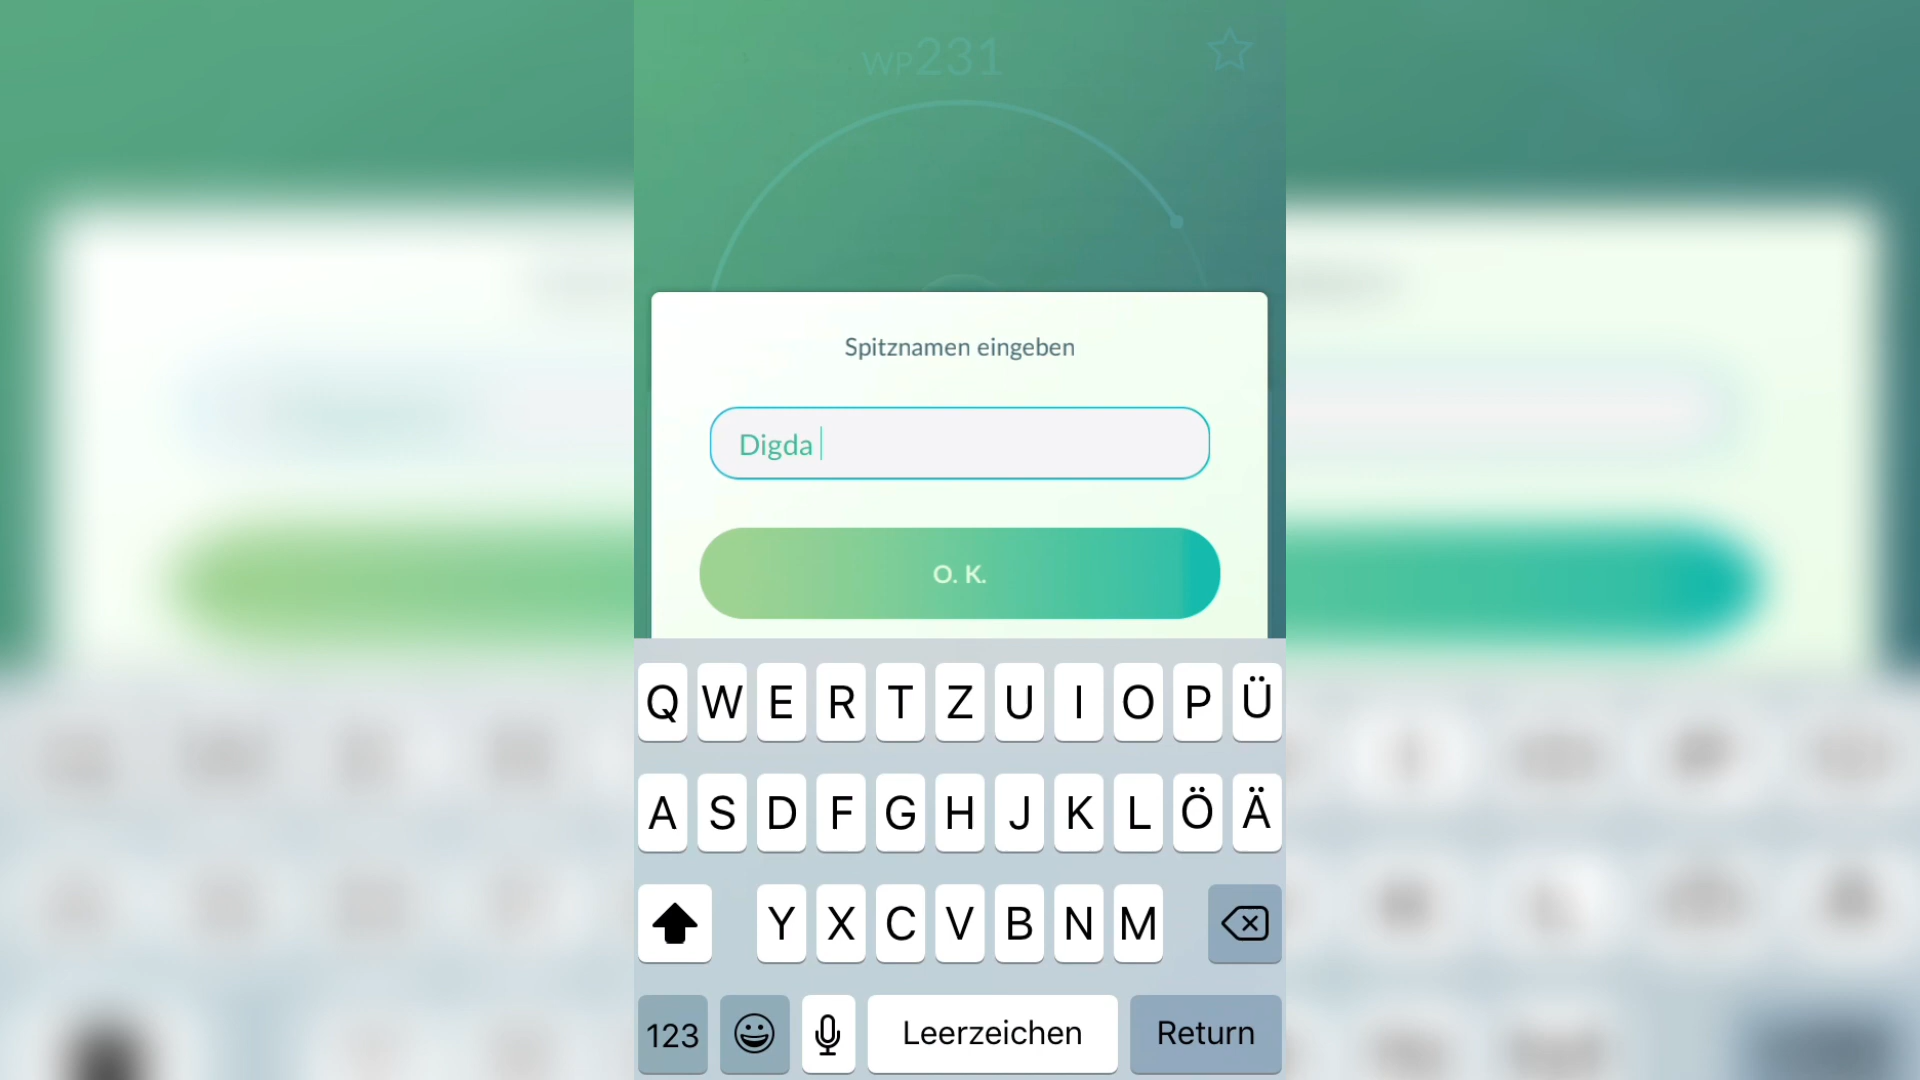 WP231
Spitznamen eingeben
Digda
O. K.
Q W E R T Z U I O P Ü
A S D F G H J K L Ö Ä
Y X C V B N M
123 Leerzeichen Return